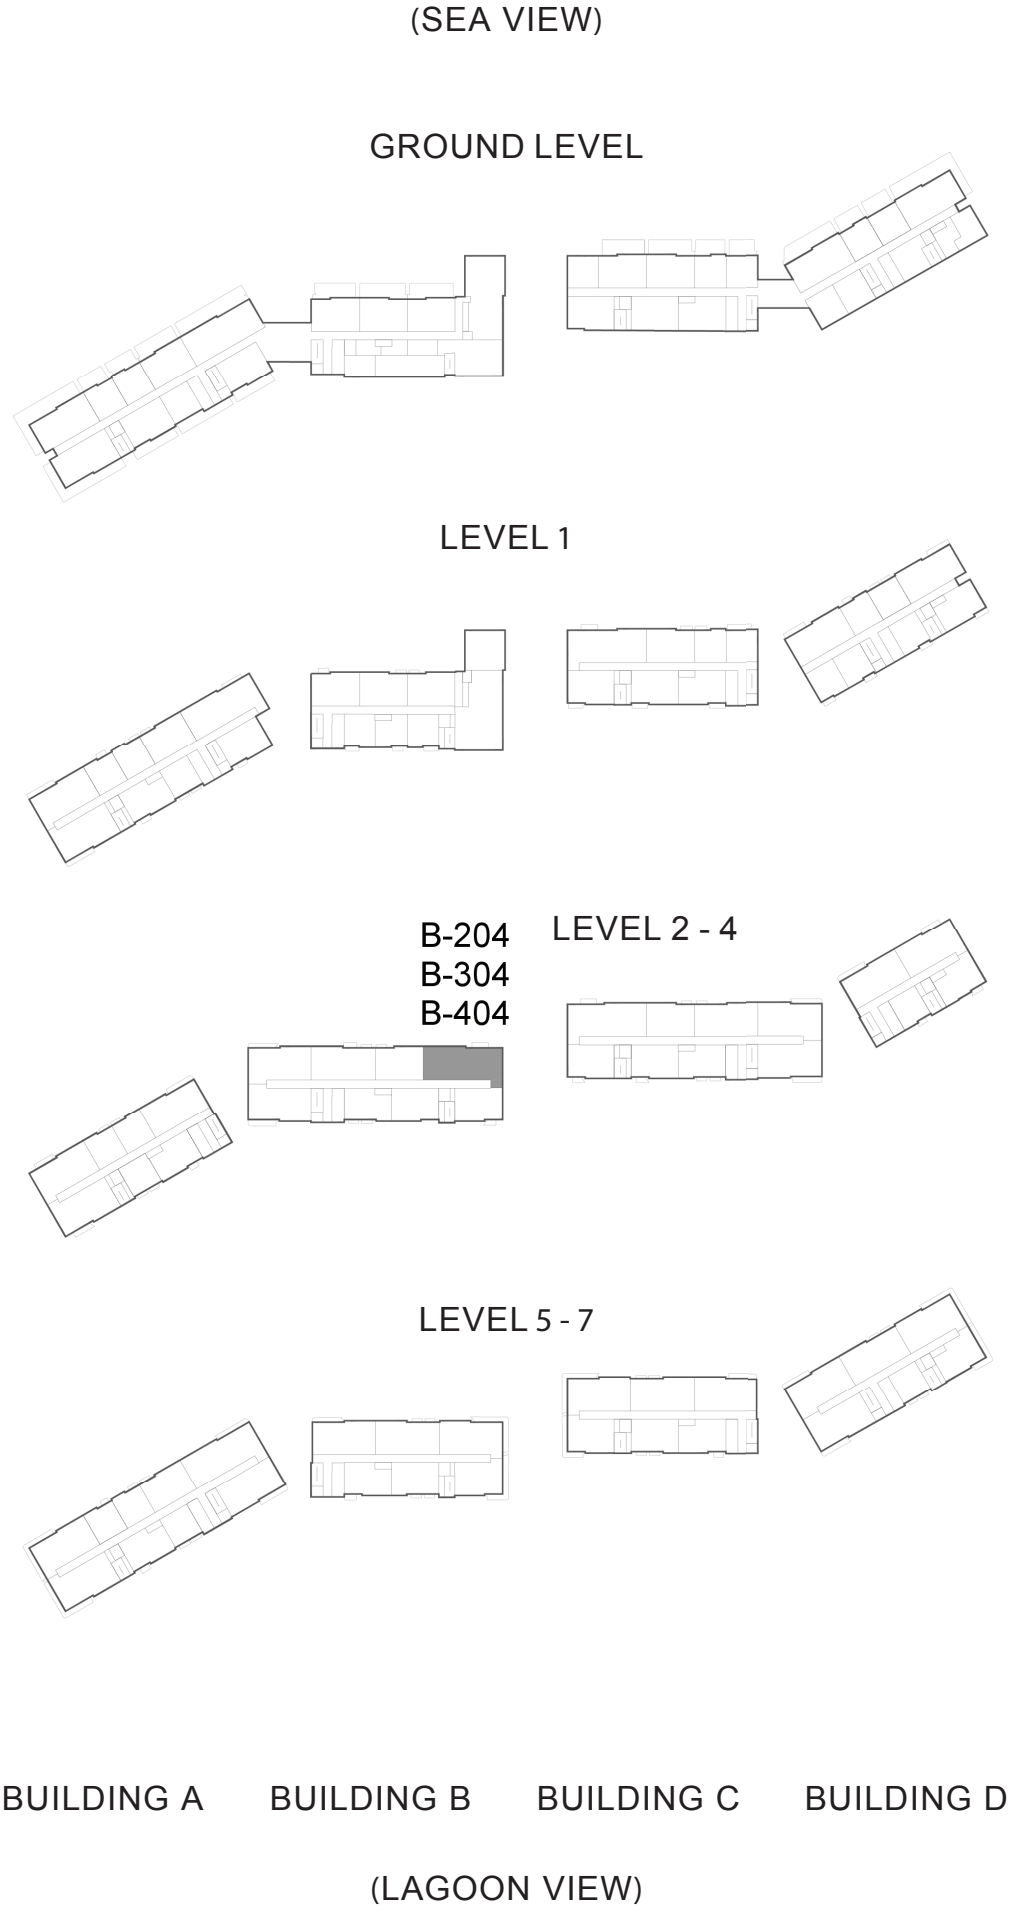 (SEA VIEW)
GROUND LEVEL
LEVEL 1
B-204
B-304
B-404
LEVEL 2 - 4
LEVEL 5 - 7
BUILDING A
BUILDING B
BUILDING C
BUILDING D
(LAGOON VIEW)